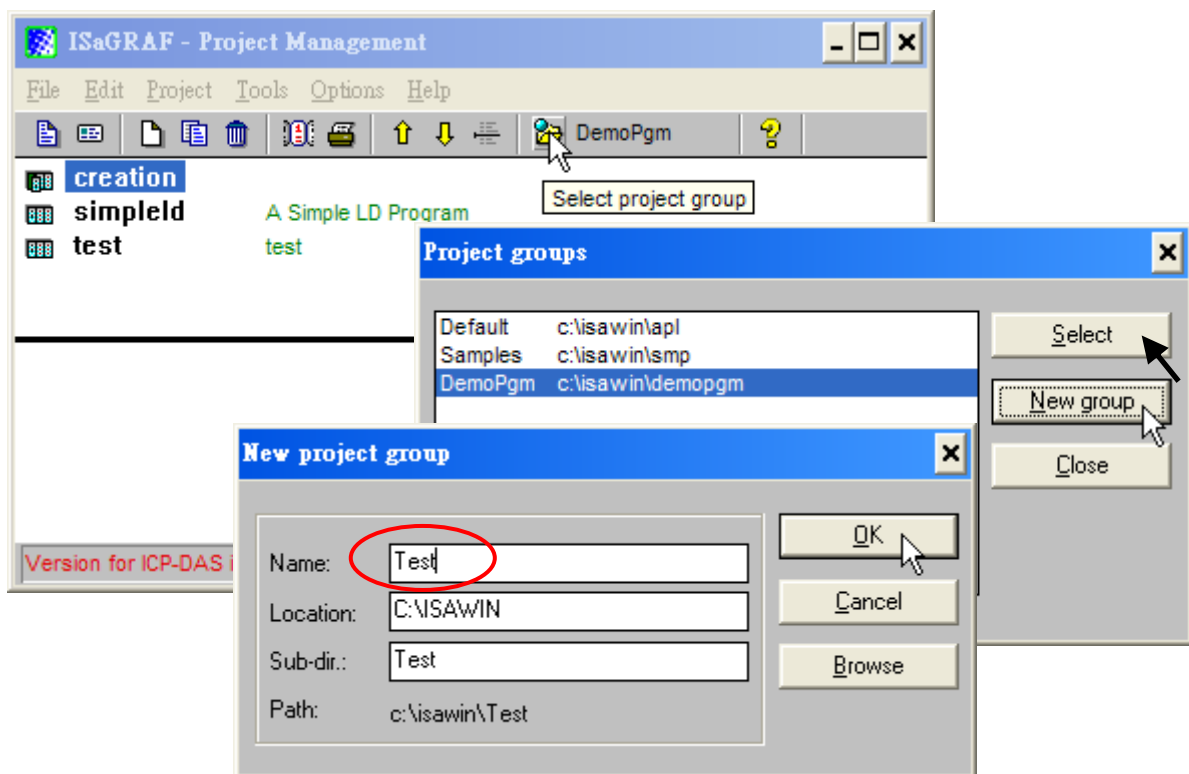 ISaGRAF - Project Management
File Edit Project Tools Options Help
DemoPgm
creation
Select project group
simpleld A Simple LD Program
test test
Project groups
Default c:\isawin\apl
Select
Samples c:\isawin\smp
DemoPgm c:\isawin\demopgm
New group
Close
New project group
Name: Test
OK
Location: C:\ISAWIN
Cancel
Sub-dir.: Test
Browse
Path: c:\isawin\Test
Version for ICP-DAS